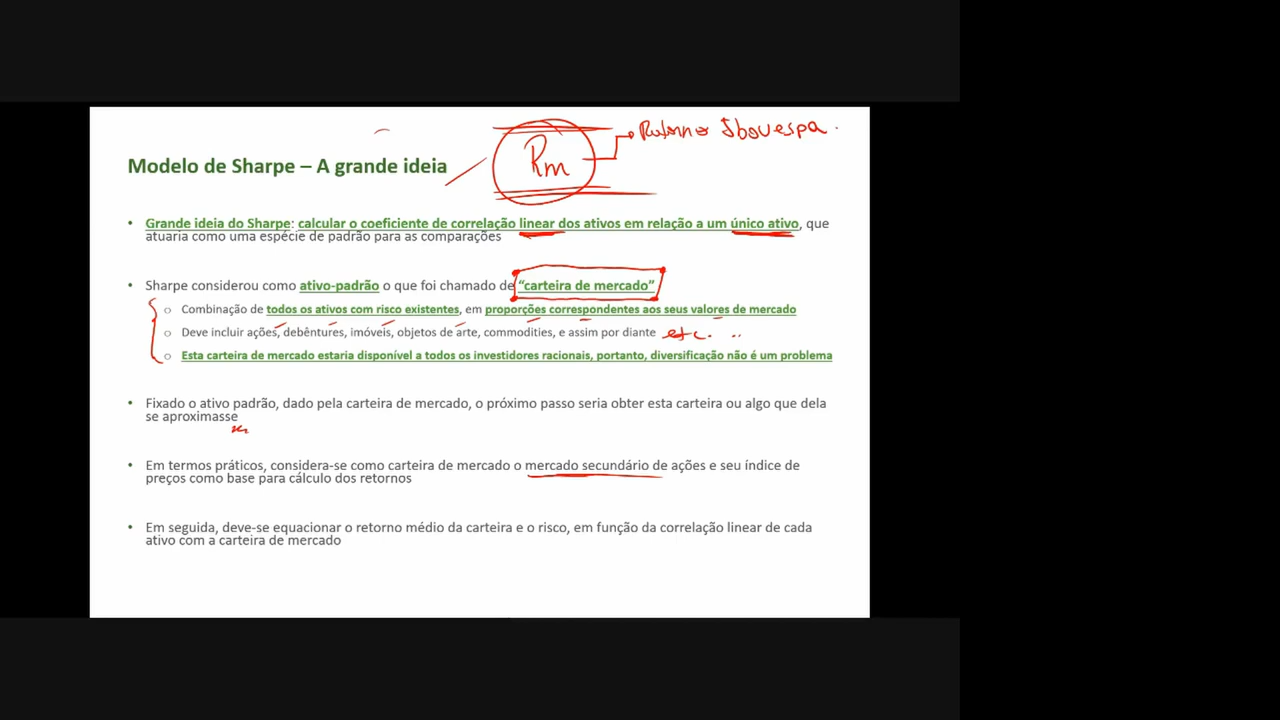 Retorno Ibovespa.
Rm
Modelo de Sharpe – A grande ideia
• Grande ideia do Sharpe: calcular o coeficiente de correlação linear dos ativos em relação a um único ativo, que
atuaria como uma espécie de padrão para as comparações
• Sharpe considerou como ativo-padrão o que foi chamado de “carteira de mercado”
o Combinação de todos os ativos com risco existentes, em proporções correspondentes aos seus valores de mercado
o Deve incluir ações, debêntures, imóveis, objetos de arte, commodities, e assim por diante etc. ..
o Esta carteira de mercado estaria disponível a todos os investidores racionais, portanto, diversificação não é um problema
• Fixado o ativo padrão, dado pela carteira de mercado, o próximo passo seria obter esta carteira ou algo que dela
se aproximasse
• Em termos práticos, considera-se como carteira de mercado o mercado secundário de ações e seu índice de
preços como base para cálculo dos retornos
• Em seguida, deve-se equacionar o retorno médio da carteira e o risco, em função da correlação linear de cada
ativo com a carteira de mercado